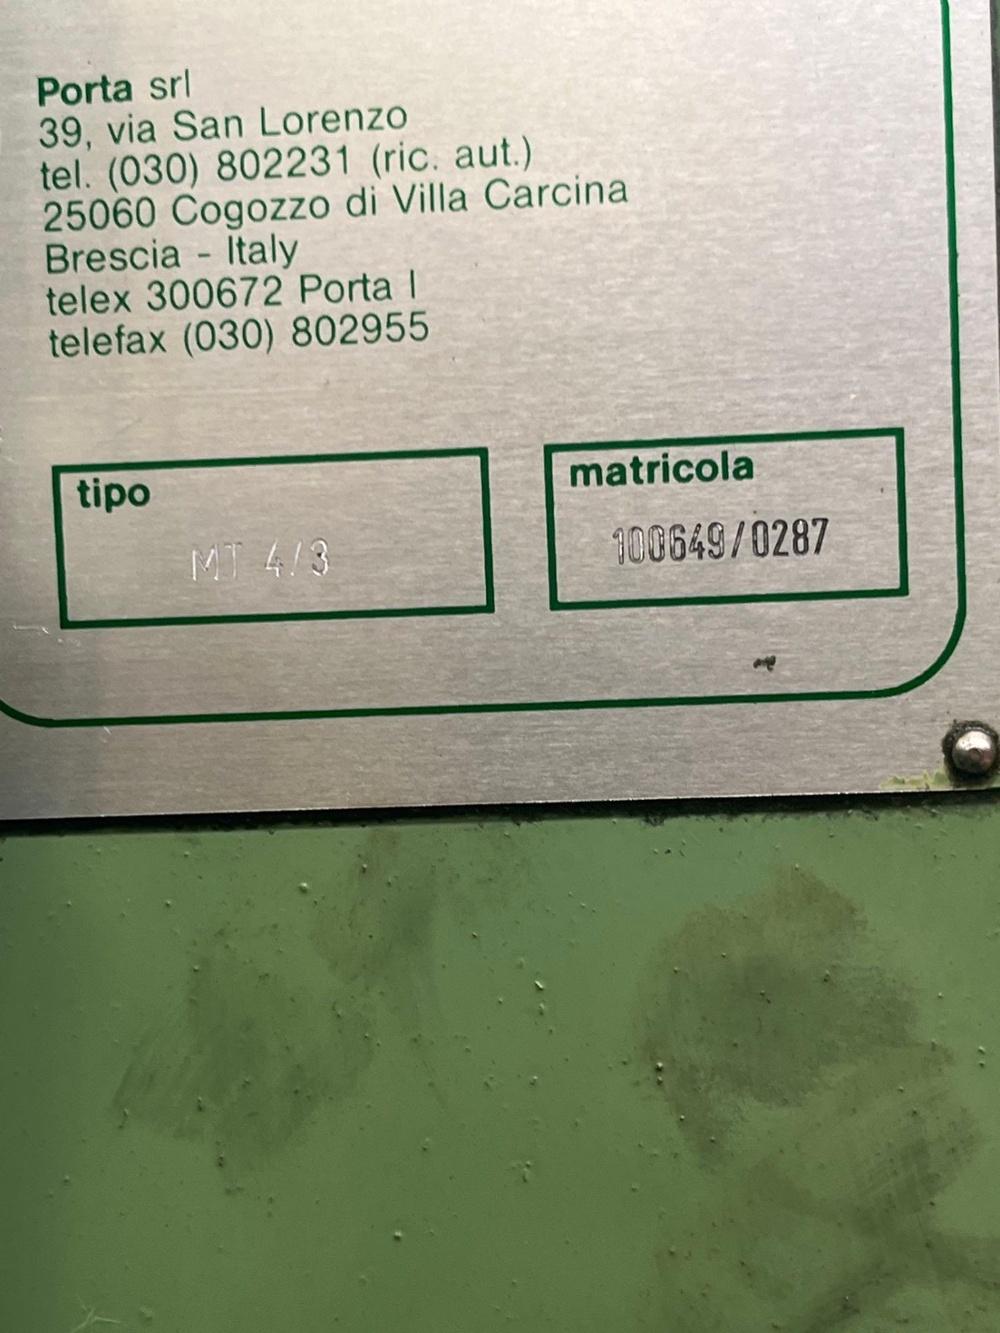 Porta srl
39, via San Lorenzo
tel. (030) 802231 (ric. aut.)
25060 Cogozzo di Villa Carcina
Brescia - Italy
telex 300672 Porta I
telefax (030) 802955
tipo
MT 4/3
matricola
100649/0287